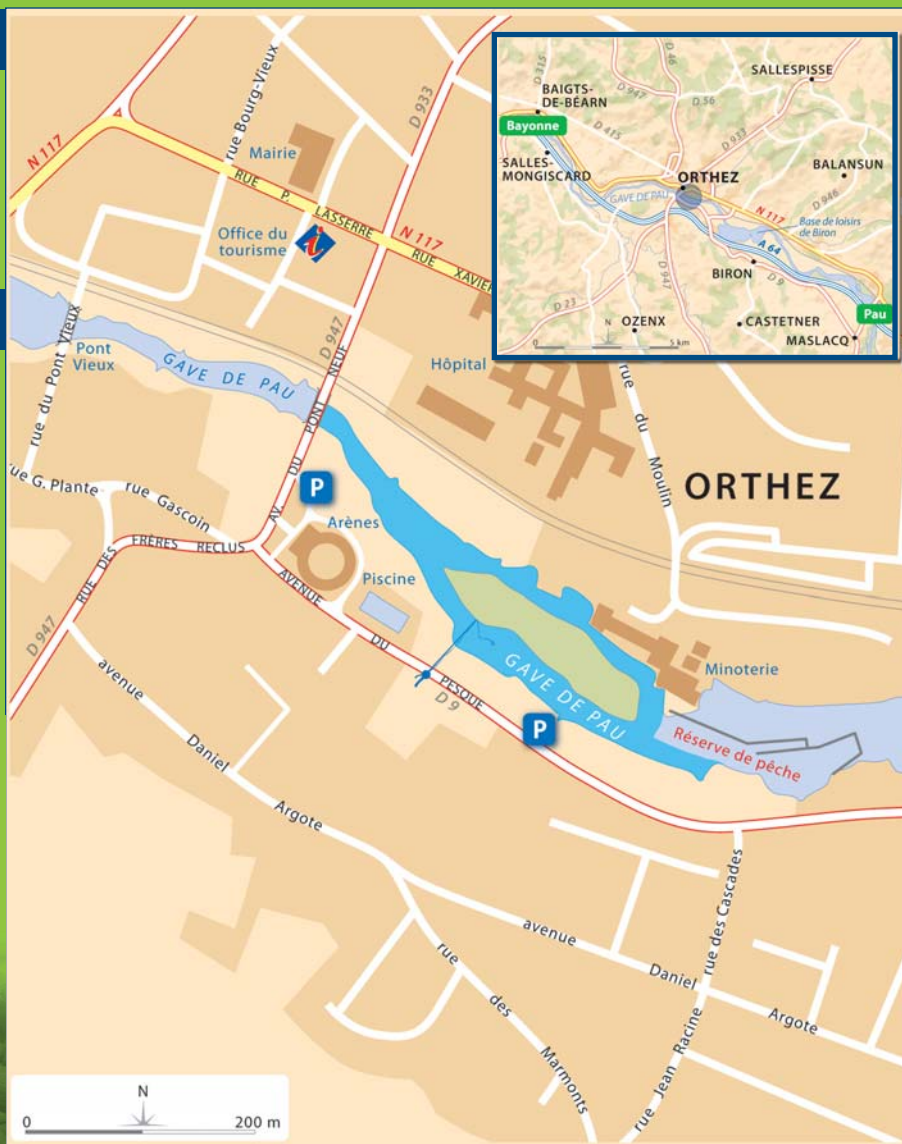 N 117
rue Bourg-Vieux
D 933
Mairie
RUE P. LASSERRE
N 117
RUE XAVIER
Office du
tourisme
i
D 947
Pont
Vieux
rue du Pont Vieux
GAVE DE PAU
AV. DU PONT NEUF
Hôpital
rue du Moulin
ORTHEZ
rue G. Plante
rue Gascoin
P
Arènes
RUE DES FRÈRES RECLUS
D 947
Piscine
AVENUE DU PESQUE
D 9
GAVE DE PAU
P
Minoterie
Réserve de pêche
avenue Daniel Argote
avenue Daniel Argote
rue des Marmonts
rue des Cascades
rue Jean Racine
N
0 200 m
D 315
D 947
D 46
D 56
SALLESPISSE
BAIGTS-
DE-BÉARN
Bayonne
D 415
D 933
Pau
SALLES-
MONGISCARD
ORTHEZ
BALANSUN
GAVE DE PAU
N 117
D 946
Base de loisirs
de Biron
A 64
BIRON
D 9
D 947
D 23
OZENX
CASTETNER
MASLACQ
N
0 5 km